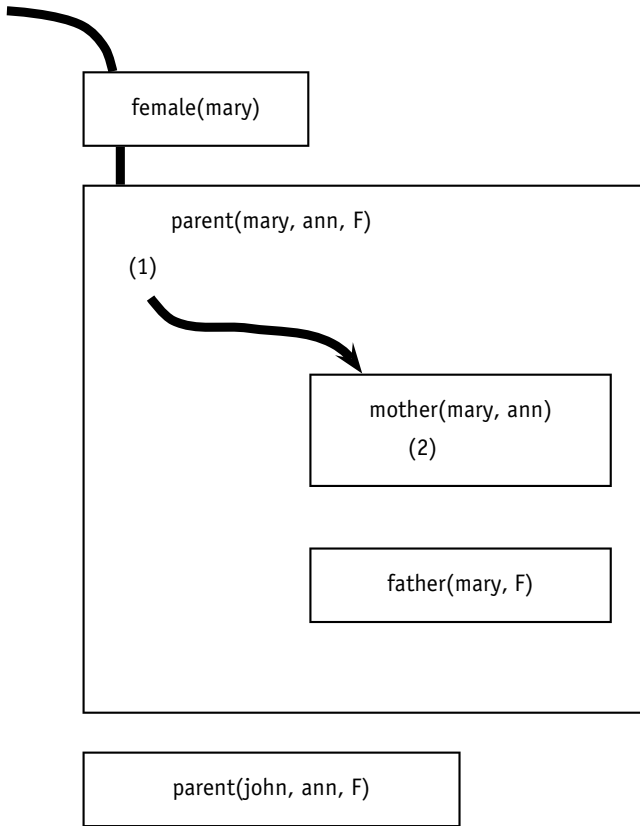 female(mary)
parent(mary, ann, F)
(1)
mother(mary, ann)
(2)
father(mary, F)
parent(john, ann, F)